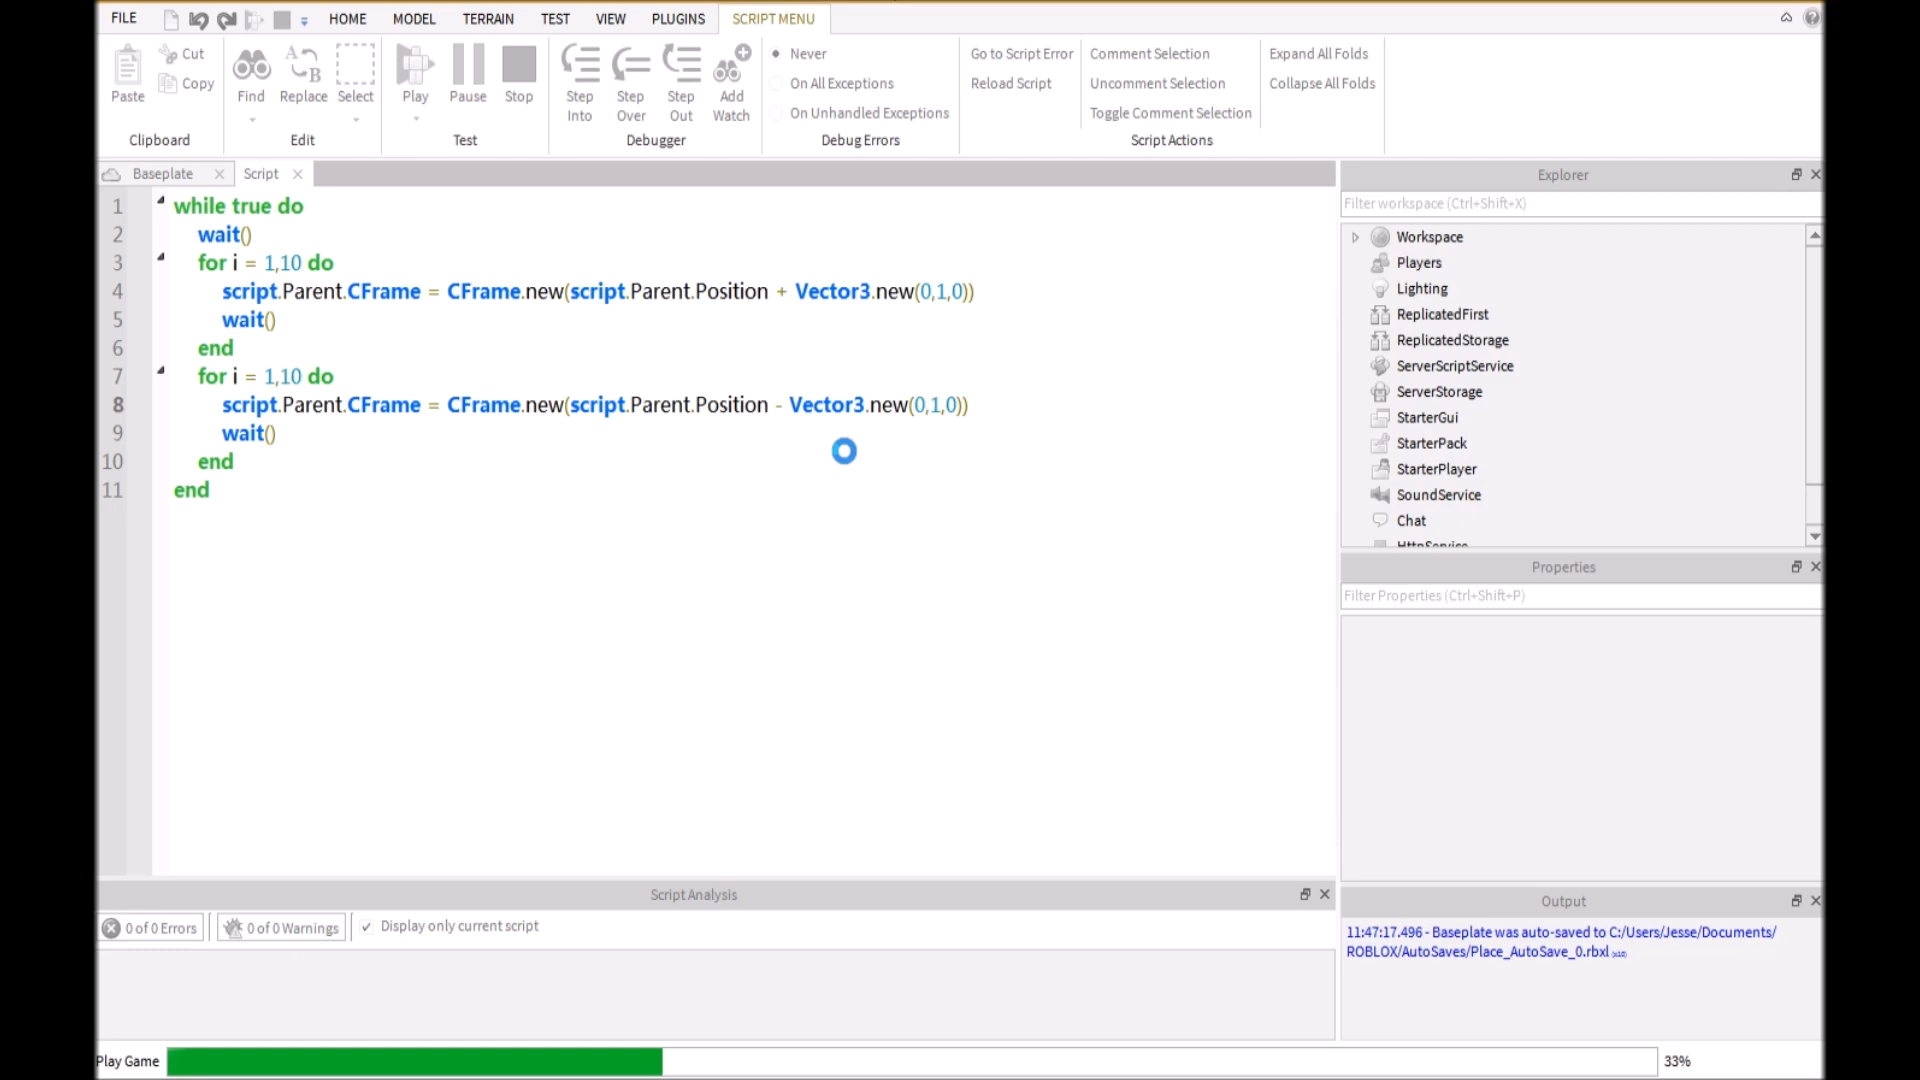 FILE HOME MODEL TERRAIN TEST VIEW PLUGINS SCRIPT MENU
Paste Cut Copy Find Replace Select Play Pause Stop Step Into Step Over Step Out Add Watch
Never
On All Exceptions
On Unhandled Exceptions
Go to Script Error
Reload Script
Comment Selection
Uncomment Selection
Toggle Comment Selection
Expand All Folds
Collapse All Folds
Clipboard Edit Test Debugger Debug Errors Script Actions
Baseplate Script
1 while true do
2 wait()
3 for i = 1,10 do
4 script.Parent.CFrame = CFrame.new(script.Parent.Position + Vector3.new(0,1,0))
5 wait()
6 end
7 for i = 1,10 do
8 script.Parent.CFrame = CFrame.new(script.Parent.Position - Vector3.new(0,1,0))
9 wait()
10 end
11 end
Explorer
Filter workspace (Ctrl+Shift+X)
Workspace
Players
Lighting
ReplicatedFirst
ReplicatedStorage
ServerScriptService
ServerStorage
StarterGui
StarterPack
StarterPlayer
SoundService
Chat
HttpService
Properties
Filter Properties (Ctrl+Shift+P)
Script Analysis
0 of 0 Errors 0 of 0 Warnings Display only current script
Output
11:47:17.496 - Baseplate was auto-saved to C:/Users/Jesse/Documents/
ROBLOX/AutoSaves/Place_AutoSave_0.rbxl
Play Game 33%